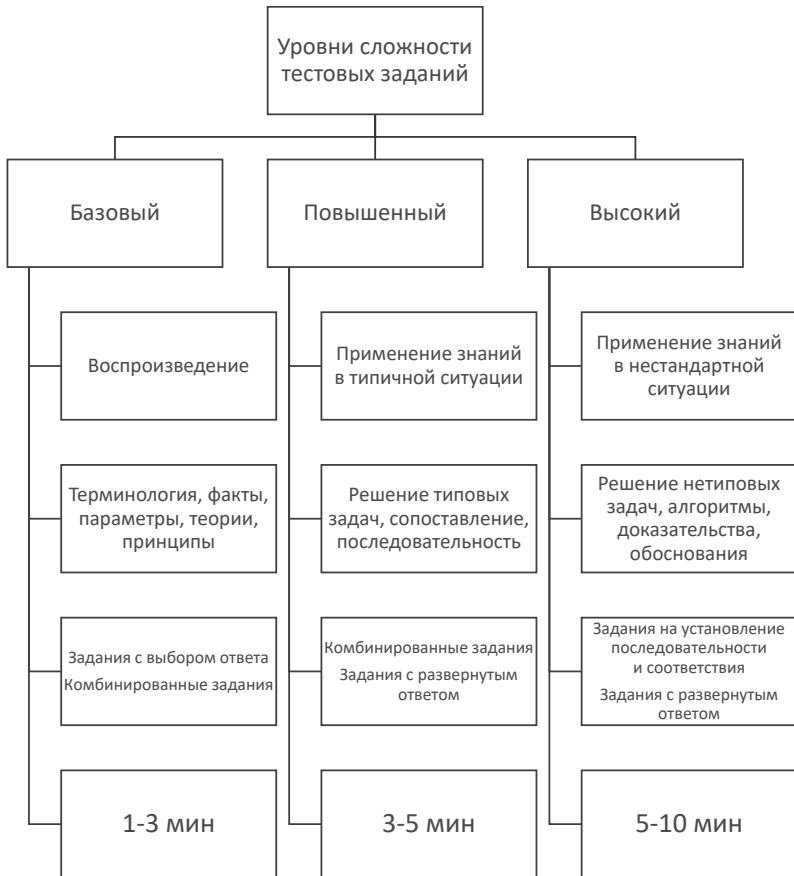 Уровни сложности
тестовых заданий
Базовый
Повышенный
Высокий
Воспроизведение
Применение знаний
в типичной ситуации
Применение знаний
в нестандартной
ситуации
Терминология, факты,
параметры, теории,
принципы
Решение типовых
задач, сопоставление,
последовательность
Решение нетиповых
задач, алгоритмы,
доказательства,
обоснования
Задания с выбором ответа
Комбинированные задания
Комбинированные задания
Задания с развернутым
ответом
Задания на установление
последовательности
и соответствия
Задания с развернутым
ответом
1-3 мин
3-5 мин
5-10 мин